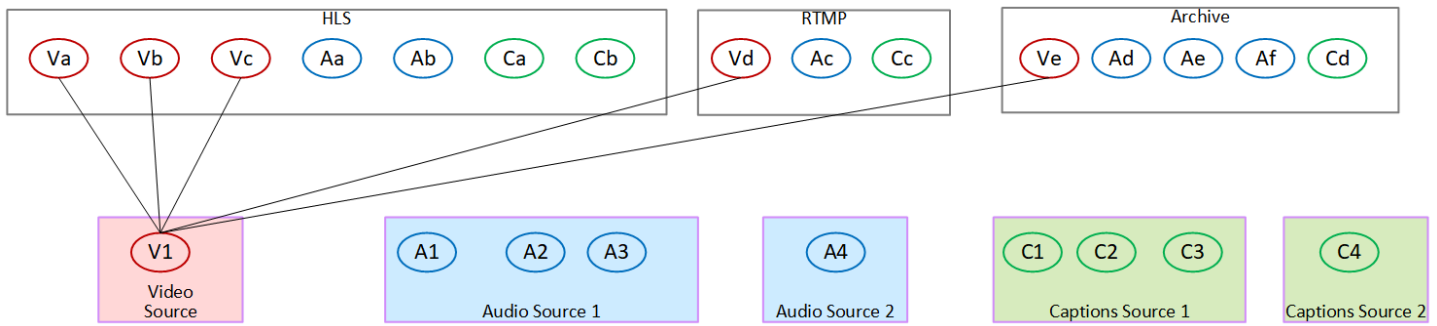 HLS
Va Vb Vc Aa Ab Ca Cb
RTMP
Vd Ac Cc
Archive
Ve Ad Ae Af Cd
V1
Video
Source
A1 A2 A3
Audio Source 1
A4
Audio Source 2
C1 C2 C3
Captions Source 1
C4
Captions Source 2